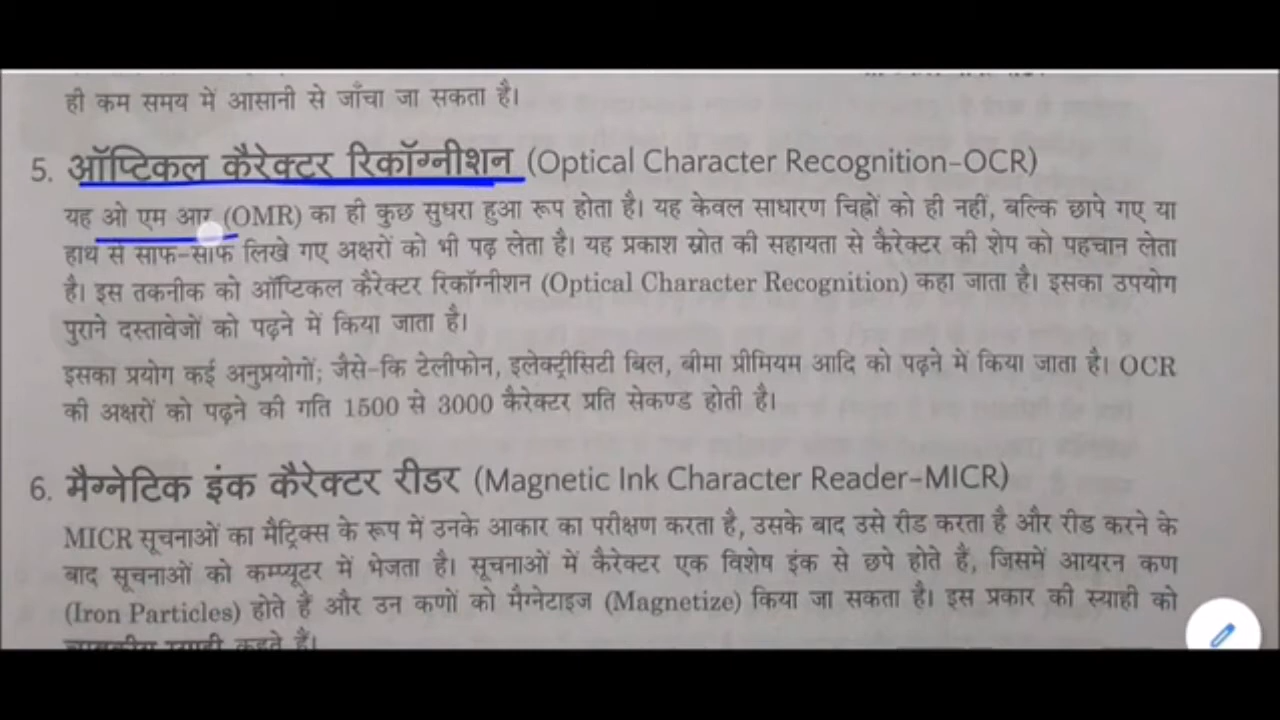 ही कम समय में आसानी से जाँचा जा सकता है।
5. ऑप्टिकल कैरेक्टर रिकॉग्नीशन (Optical Character Recognition-OCR)
यह ओ एम आर (OMR) का ही कुछ सुधरा हुआ रूप होता है। यह केवल साधारण चिह्नों को ही नहीं, बल्कि छापे गए या
हाथ से साफ-साफ लिखे गए अक्षरों को भी पढ़ लेता है। यह प्रकाश स्रोत की सहायता से कैरेक्टर की शेप को पहचान लेता
है। इस तकनीक को ऑप्टिकल कैरेक्टर रिकॉग्नीशन (Optical Character Recognition) कहा जाता है। इसका उपयोग
पुराने दस्तावेजों को पढ़ने में किया जाता है।
इसका प्रयोग कई अनुप्रयोगों; जैसे-कि टेलीफोन, इलेक्ट्रीसिटी बिल, बीमा प्रीमियम आदि को पढ़ने में किया जाता है। OCR
की अक्षरों को पढ़ने की गति 1500 से 3000 कैरेक्टर प्रति सेकण्ड होती है।
6. मैग्नेटिक इंक कैरेक्टर रीडर (Magnetic Ink Character Reader-MICR)
MICR सूचनाओं का मैट्रिक्स के रूप में उनके आकार का परीक्षण करता है, उसके बाद उसे रीड करता है और रीड करने के
बाद सूचनाओं को कम्प्यूटर में भेजता है। सूचनाओं में कैरेक्टर एक विशेष इंक से छपे होते हैं, जिसमें आयरन कण
(Iron Particles) होते हैं और उन कणों को मैग्नेटाइज (Magnetize) किया जा सकता है। इस प्रकार की स्याही को
कहते हैं।